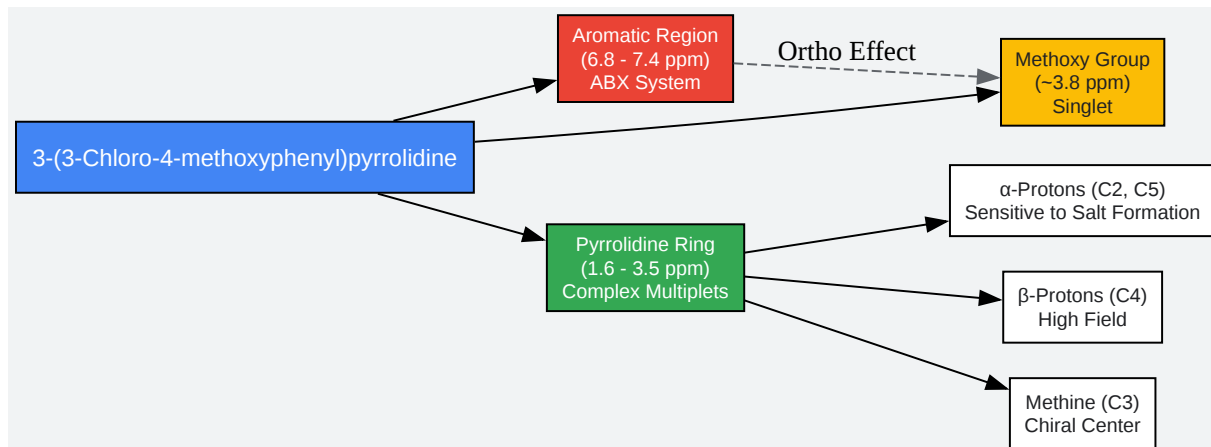 Aromatic Region
(6.8 - 7.4 ppm)
ABX System
Ortho Effect
Methoxy Group
(~3.8 ppm)
Singlet
3-(3-Chloro-4-methoxyphenyl)pyrrolidine
α-Protons (C2, C5)
Sensitive to Salt Formation
Pyrrolidine Ring
(1.6 - 3.5 ppm)
Complex Multiplets
β-Protons (C4)
High Field
Methine (C3)
Chiral Center